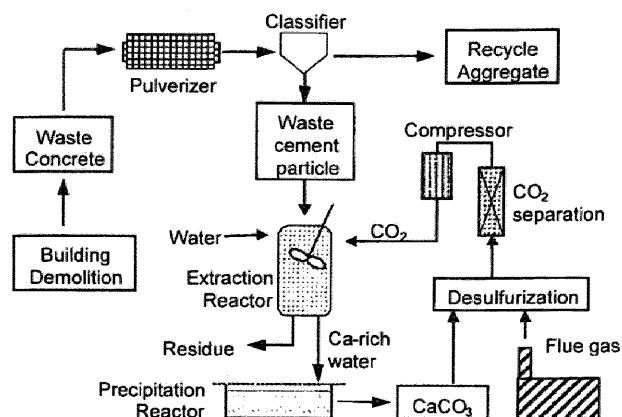 Classifier
Pulverizer
Recycle
Aggregate
Waste
Concrete
Waste
cement
particle
Compressor
CO₂
separation
Building
Demolition
Water
CO₂
Extraction
Reactor
Desulfurization
Residue
Ca-rich
water
Flue gas
Precipitation
Reactor
CaCO₃